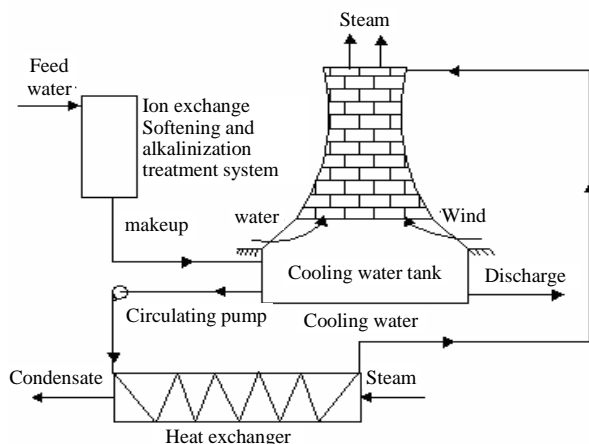 Steam
Feed
water
Ion exchange
Softening and
alkalinization
treatment system
water
Wind
makeup
Cooling water tank
Discharge
Circulating pump
Cooling water
Condensate
Steam
Heat exchanger